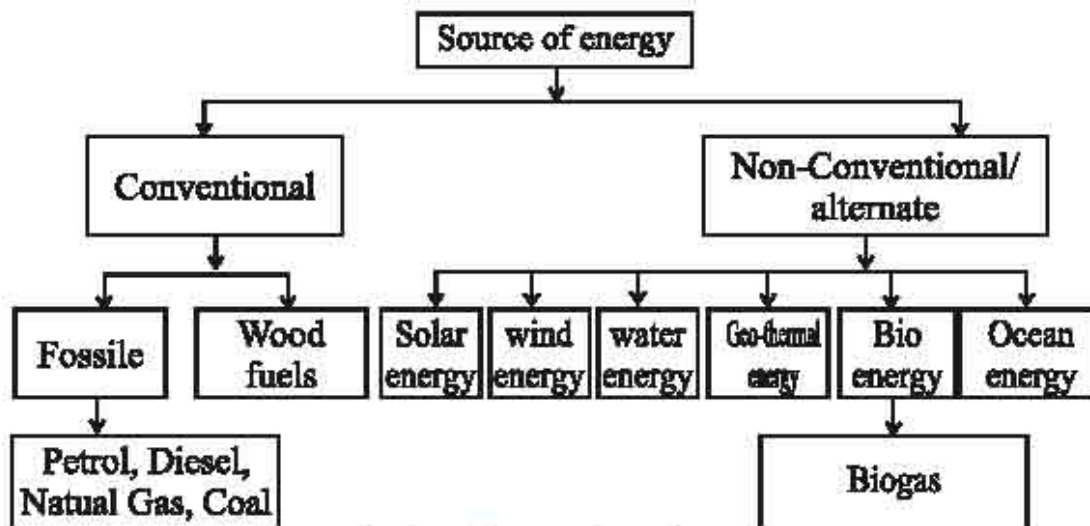 Source of energy
Conventional
Non-Conventional/
alternate
Fossile
Wood
fuels
Solar
energy
wind
energy
water
energy
Geo-thermal
energy
Bio
energy
Ocean
energy
Petrol, Diesel,
Natual Gas, Coal
Biogas